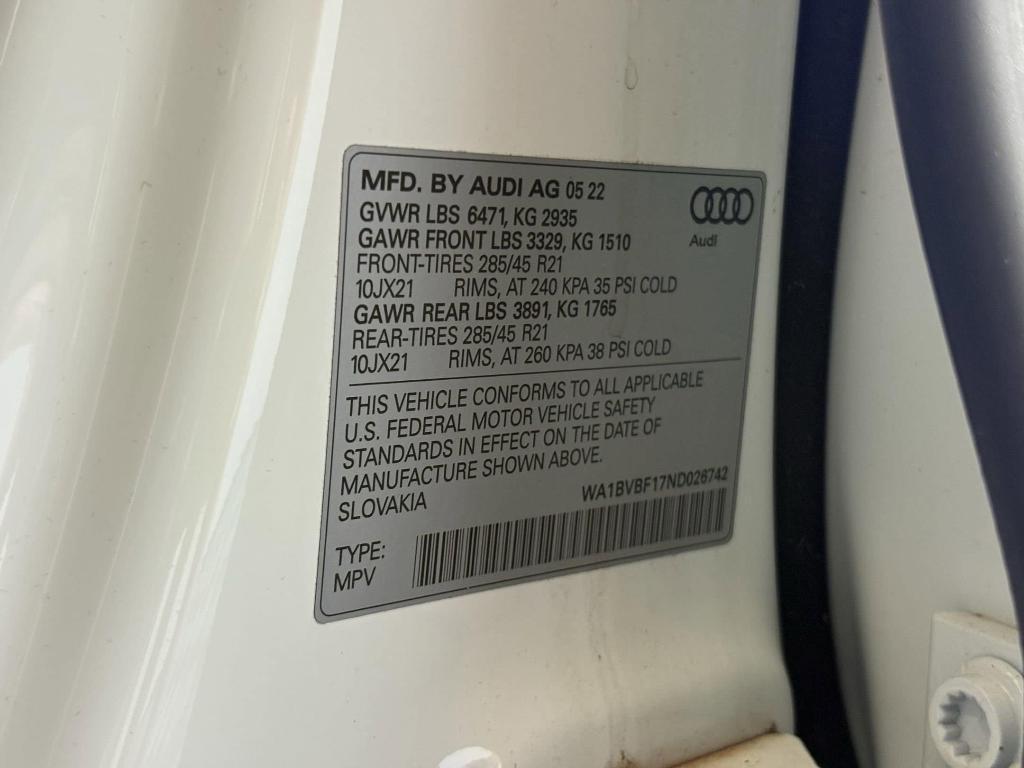 MFD. BY AUDI AG 05 22
GVWR LBS 6471, KG 2935
GAWR FRONT LBS 3329, KG 1510
FRONT-TIRES 285/45 R21
10JX21 RIMS, AT 240 KPA 35 PSI COLD
GAWR REAR LBS 3891, KG 1765
REAR-TIRES 285/45 R21
10JX21 RIMS, AT 260 KPA 38 PSI COLD
Audi
THIS VEHICLE CONFORMS TO ALL APPLICABLE
U.S. FEDERAL MOTOR VEHICLE SAFETY
STANDARDS IN EFFECT ON THE DATE OF
MANUFACTURE SHOWN ABOVE.
SLOVAKIA
WA1BVBF17ND026742
TYPE:
MPV